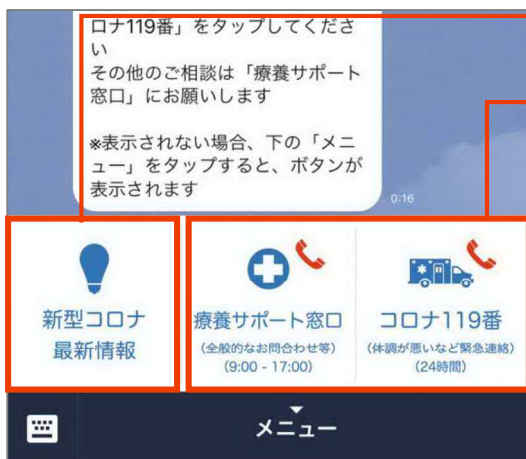 ロナ119番」をタップしてくださ
い
その他のご相談は「療養サポート
窓口」にお願いします
※表示されない場合、下の「メニ
ュー」をタップすると、ボタンが
表示されます
0:16
新型コロナ
最新情報
療養サポート窓口
(全般的なお問合わせ等)
(9:00 - 17:00)
コロナ119番
(体調が悪いなど緊急連絡)
(24時間)
メニュー